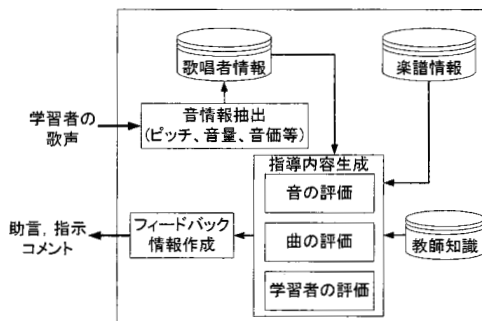 歌唱者情報
楽譜情報
学習者の
歌声
音情報抽出
(ピッチ、音量、音価等)
指導内容生成
音の評価
曲の評価
学習者の評価
教師知識
フィードバック
情報作成
助言, 指示
コメント